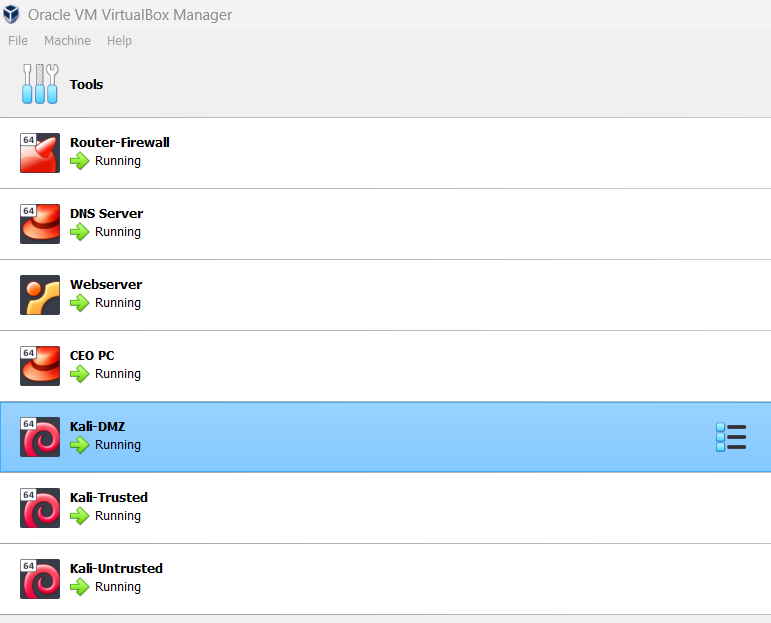 Oracle VM VirtualBox Manager
File Machine Help
Tools
64
Router-Firewall
Running
64
DNS Server
Running
Webserver
Running
64
CEO PC
Running
64
Kali-DMZ
Running
64
Kali-Trusted
Running
64
Kali-Untrusted
Running